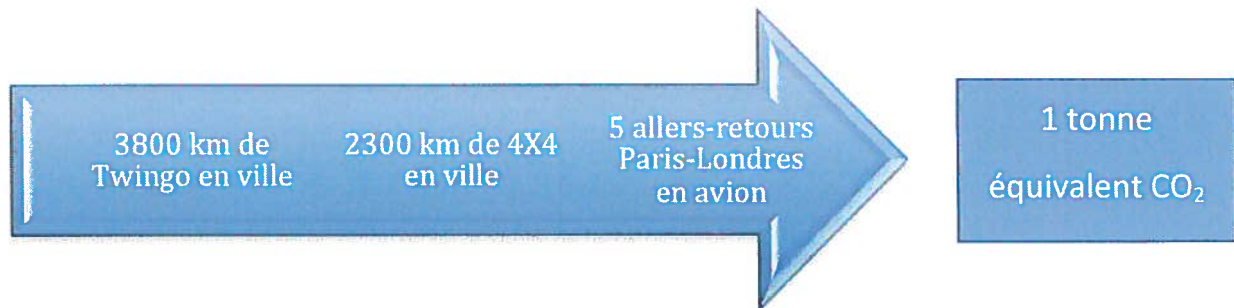 3800 km de
Twingo en ville
2300 km de 4X4
en ville
5 allers-retours
Paris-Londres
en avion
1 tonne
équivalent CO₂